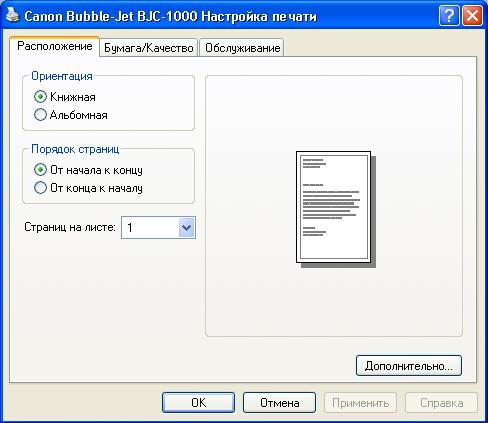 Canon Bubble-Jet BJC-1000 Настройка печати
Расположение Бумага/Качество Обслуживание
Ориентация
Книжная
Альбомная
Порядок страниц
От начала к концу
От конца к началу
Страниц на листе: 1
Дополнительно...
OK Отмена Применить Справка